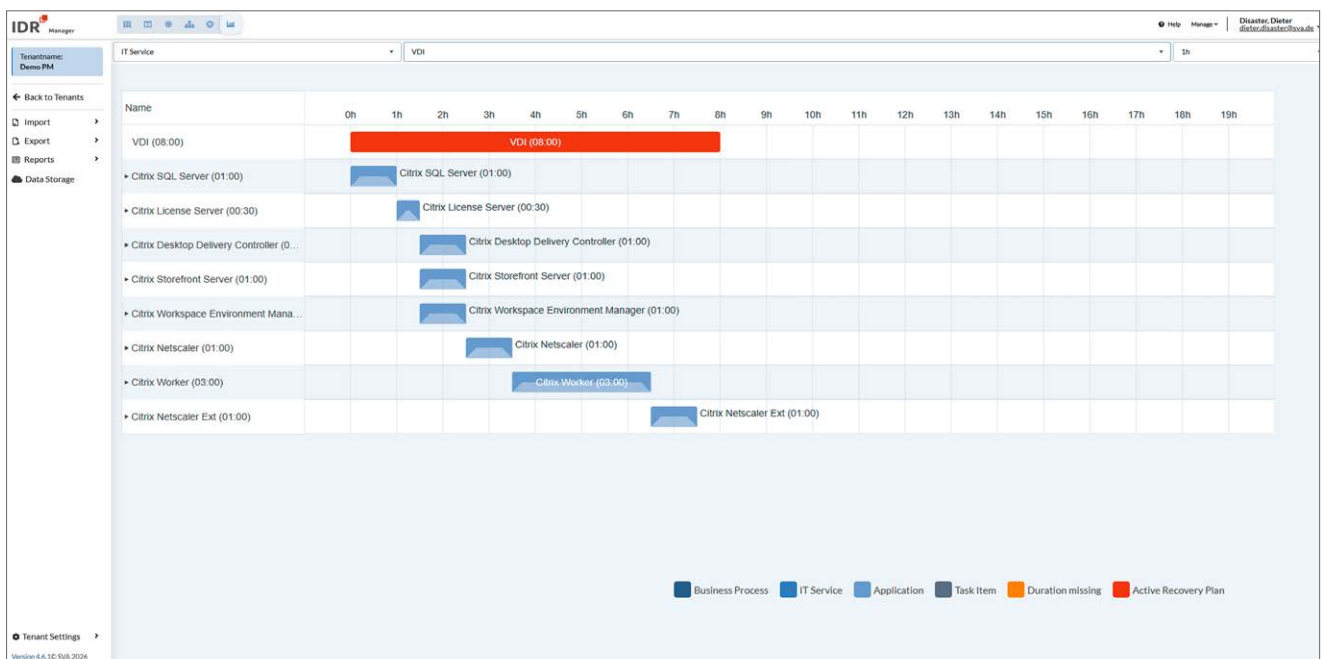 IDR Manager
Help Manage Disaster, Dieter
dieter.disaster@sva.de
Tenantname:
Demo PM
IT Service VDI 1h
Back to Tenants
Import
Export
Reports
Data Storage
Name 0h 1h 2h 3h 4h 5h 6h 7h 8h 9h 10h 11h 12h 13h 14h 15h 16h 17h 18h 19h
VDI (08:00) VDI (08:00)
Citrix SQL Server (01:00) Citrix SQL Server (01:00)
Citrix License Server (00:30) Citrix License Server (00:30)
Citrix Desktop Delivery Controller (0... Citrix Desktop Delivery Controller (01:00)
Citrix Storefront Server (01:00) Citrix Storefront Server (01:00)
Citrix Workspace Environment Mana... Citrix Workspace Environment Manager (01:00)
Citrix Netscaler (01:00) Citrix Netscaler (01:00)
Citrix Worker (03:00) Citrix Worker (03:00)
Citrix Netscaler Ext (01:00) Citrix Netscaler Ext (01:00)
Business Process IT Service Application Task Item Duration missing Active Recovery Plan
Tenant Settings
Version 4.6.1© SVA 2026